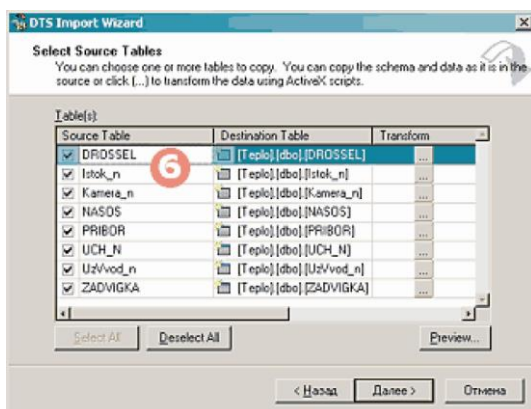 DTS Import Wizard
Select Source Tables
You can choose one or more tables to copy. You can copy the schema and data as it is in the
source or click (...) to transform the data using ActiveX scripts.
Table(s):
Source Table Destination Table Transform
DROSSEL [Teplo].[dbo].[DROSSEL] ...
6
Istok_n [Teplo].[dbo].[Istok_n] ...
Kamera_n [Teplo].[dbo].[Kamera_n] ...
NASOS [Teplo].[dbo].[NASOS] ...
PRIBOR [Teplo].[dbo].[PRIBOR] ...
UCH_N [Teplo].[dbo].[UCH_N] ...
UzVvod_n [Teplo].[dbo].[UzVvod_n] ...
ZADVIGKA [Teplo].[dbo].[ZADVIGKA] ...
Select All Deselect All Preview...
< Назад Далее > Отмена